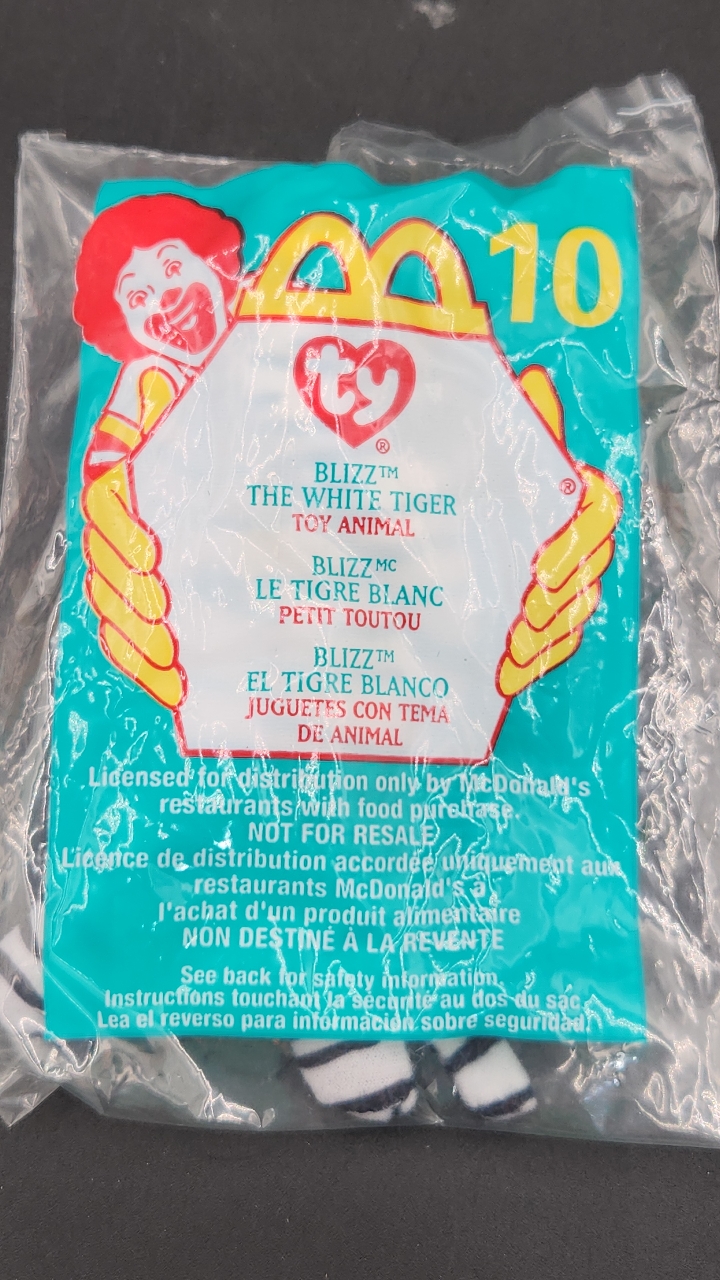 10
ty
®
BLIZZ™
THE WHITE TIGER
TOY ANIMAL
®
BLIZZMC
LE TIGRE BLANC
PETIT TOUTOU
BLIZZ™
EL TIGRE BLANCO
JUGUETES CON TEMA
DE ANIMAL
Licensed for distribution only by McDonald's
restaurants with food purchase.
NOT FOR RESALE
Licence de distribution accordée uniquement aux
restaurants McDonald's à
l'achat d'un produit alimentaire
NON DESTINÉ À LA REVENTE
See back for safety information.
Instructions touchant la sécurité au dos du sac.
Lea el reverso para información sobre seguridad.